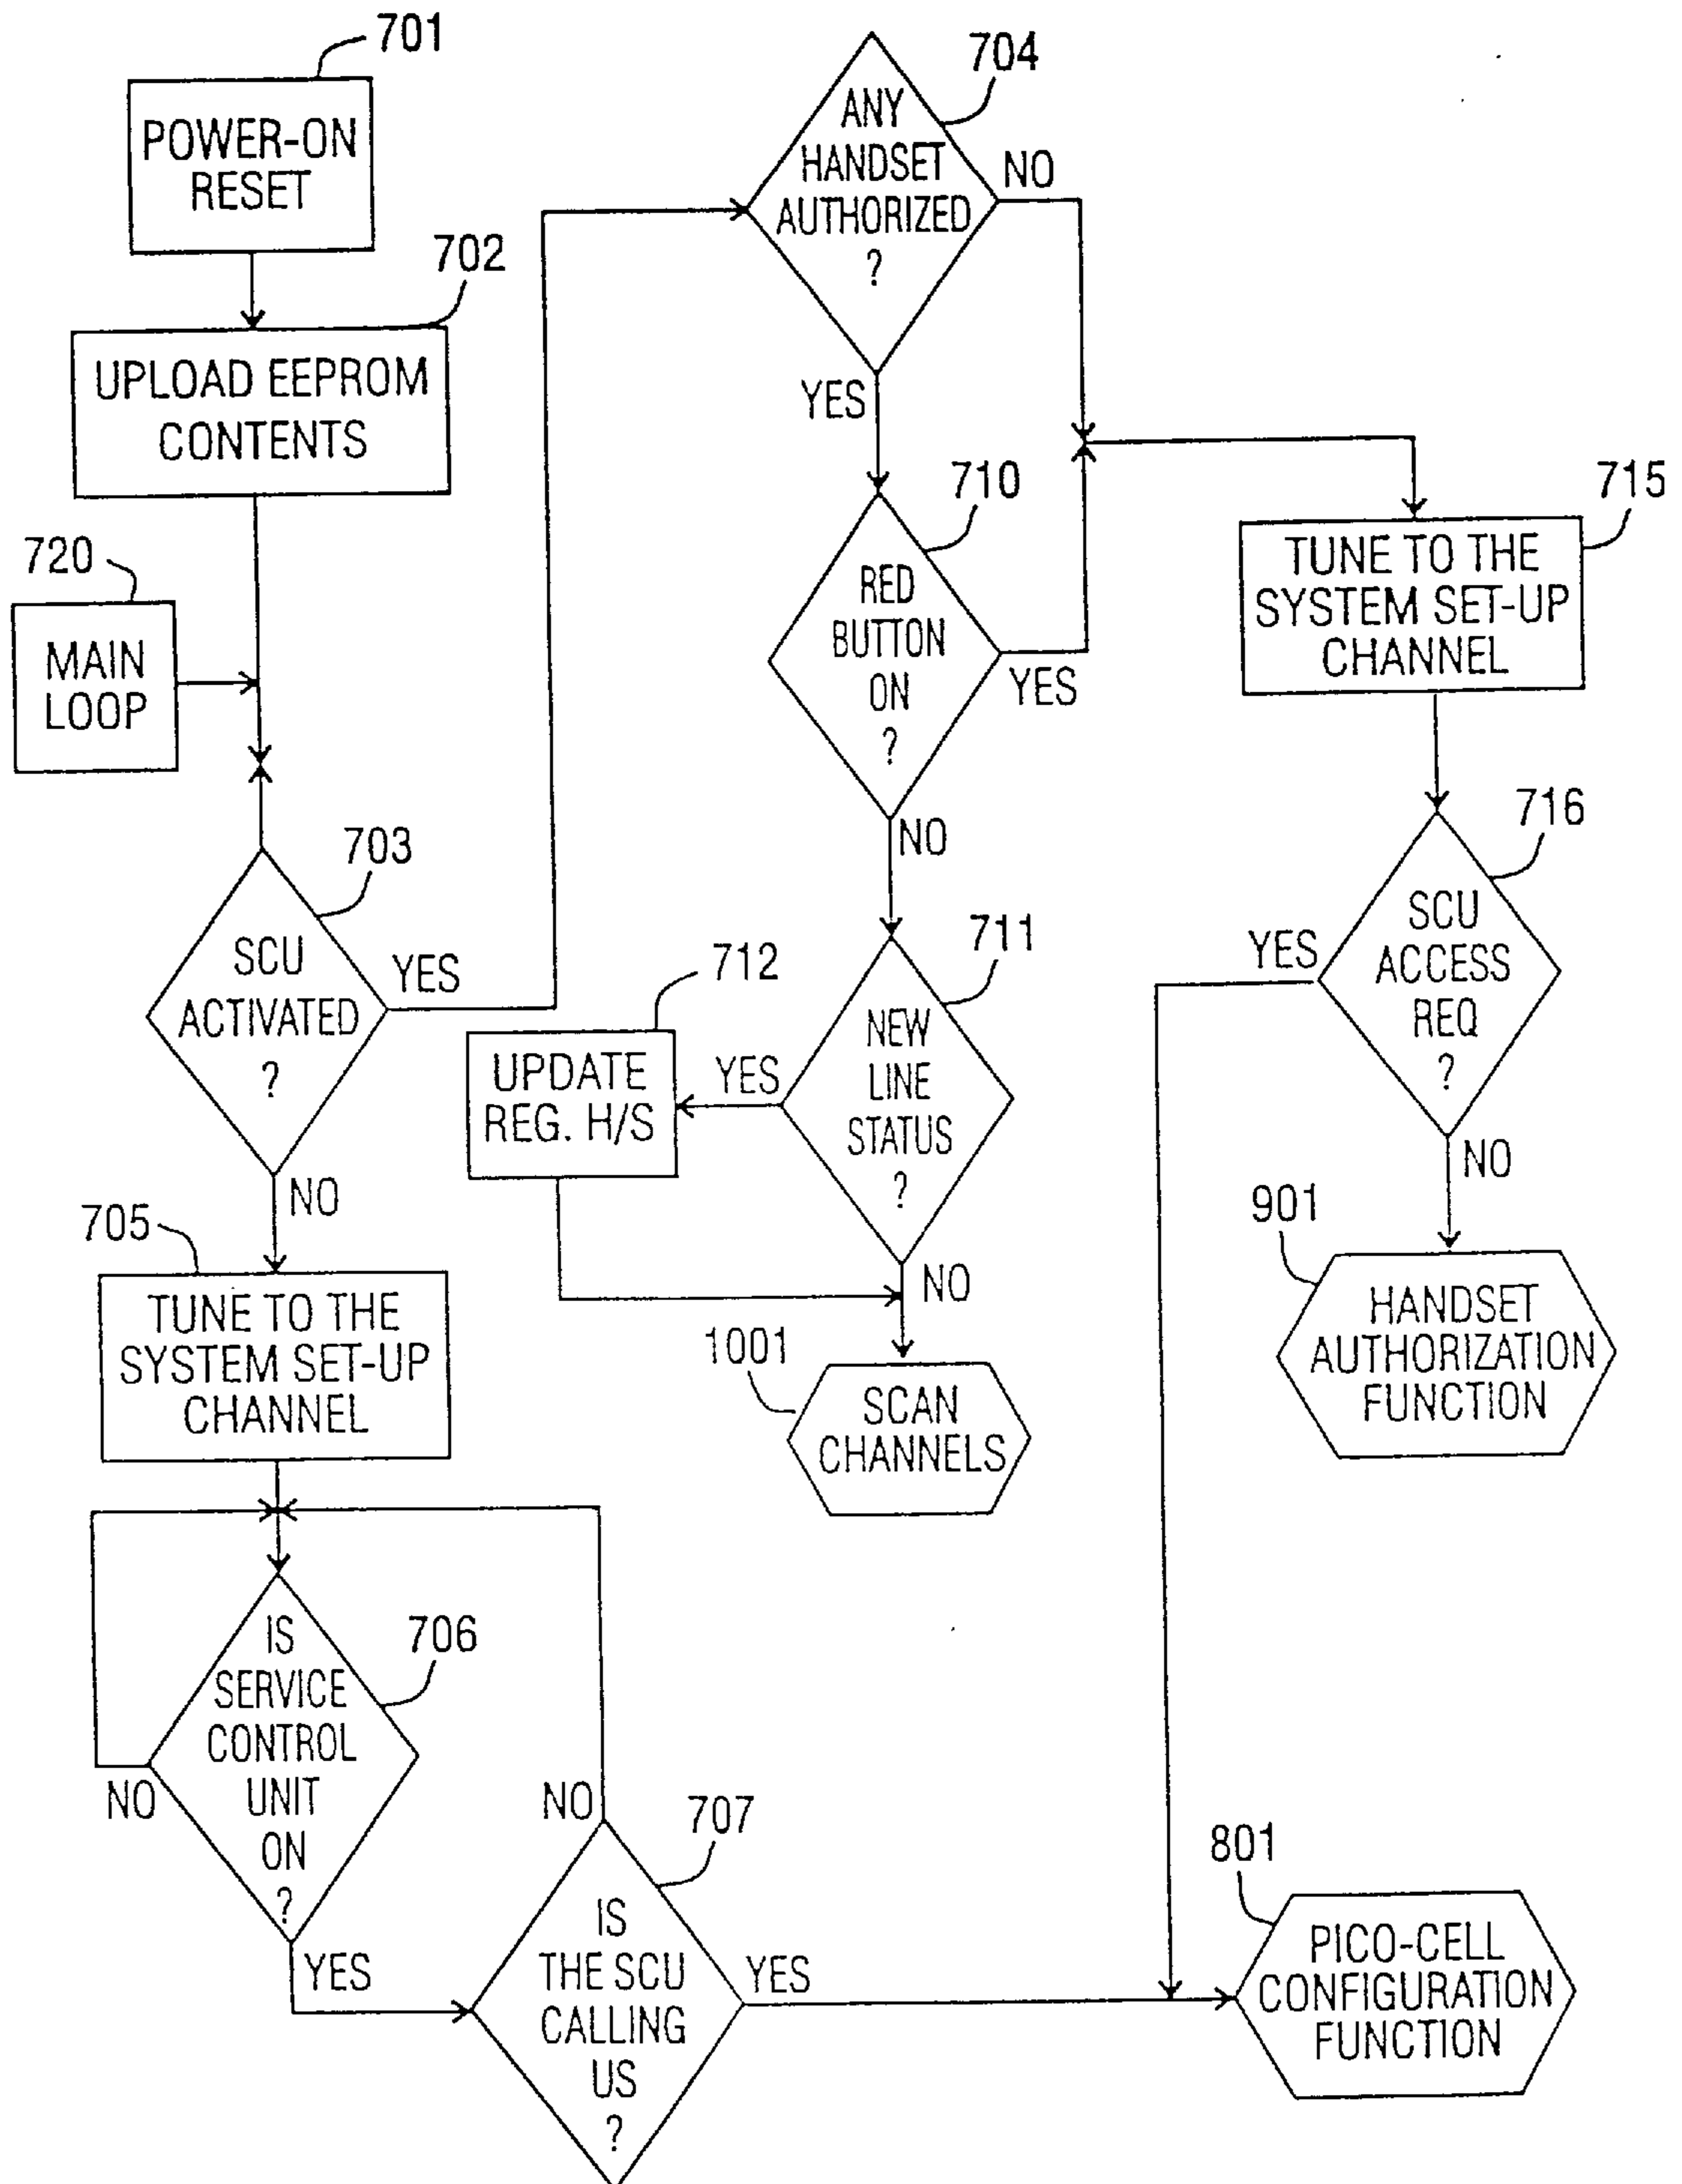 701
POWER-ON
RESET
702
UPLOAD EEPROM
CONTENTS
720
MAIN
LOOP
703
SCU
ACTIVATED
?
YES
NO
705
TUNE TO THE
SYSTEM SET-UP
CHANNEL
IS
SERVICE
CONTROL
UNIT
ON
?
706
NO
YES
707
IS
THE SCU
CALLING
US
?
NO
YES
704
ANY
HANDSET
AUTHORIZED
?
NO
YES
710
RED
BUTTON
ON
?
YES
NO
711
NEW
LINE
STATUS
?
YES
NO
712
UPDATE
REG. H/S
1001
SCAN
CHANNELS
715
TUNE TO THE
SYSTEM SET-UP
CHANNEL
716
SCU
ACCESS
REQ
?
YES
NO
901
HANDSET
AUTHORIZATION
FUNCTION
801
PICO-CELL
CONFIGURATION
FUNCTION